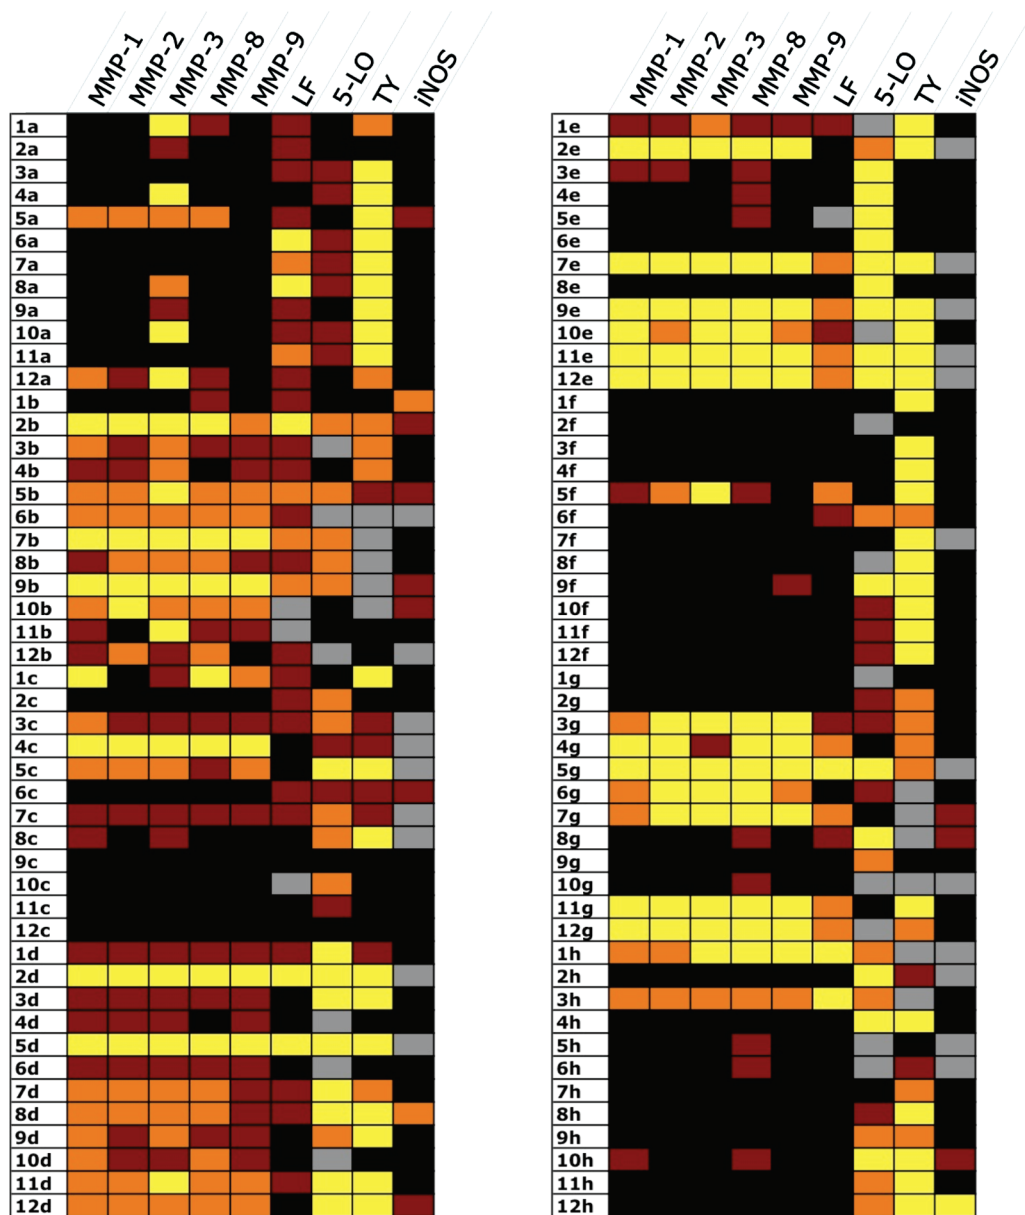 MMP-1 MMP-2 MMP-3 MMP-8 MMP-9 LF 5-LO TY iNOS
1a
2a
3a
4a
5a
6a
7a
8a
9a
10a
11a
12a
1b
2b
3b
4b
5b
6b
7b
8b
9b
10b
11b
12b
1c
2c
3c
4c
5c
6c
7c
8c
9c
10c
11c
12c
1d
2d
3d
4d
5d
6d
7d
8d
9d
10d
11d
12d
MMP-1 MMP-2 MMP-3 MMP-8 MMP-9 LF 5-LO TY iNOS
1e
2e
3e
4e
5e
6e
7e
8e
9e
10e
11e
12e
1f
2f
3f
4f
5f
6f
7f
8f
9f
10f
11f
12f
1g
2g
3g
4g
5g
6g
7g
8g
9g
10g
11g
12g
1h
2h
3h
4h
5h
6h
7h
8h
9h
10h
11h
12h